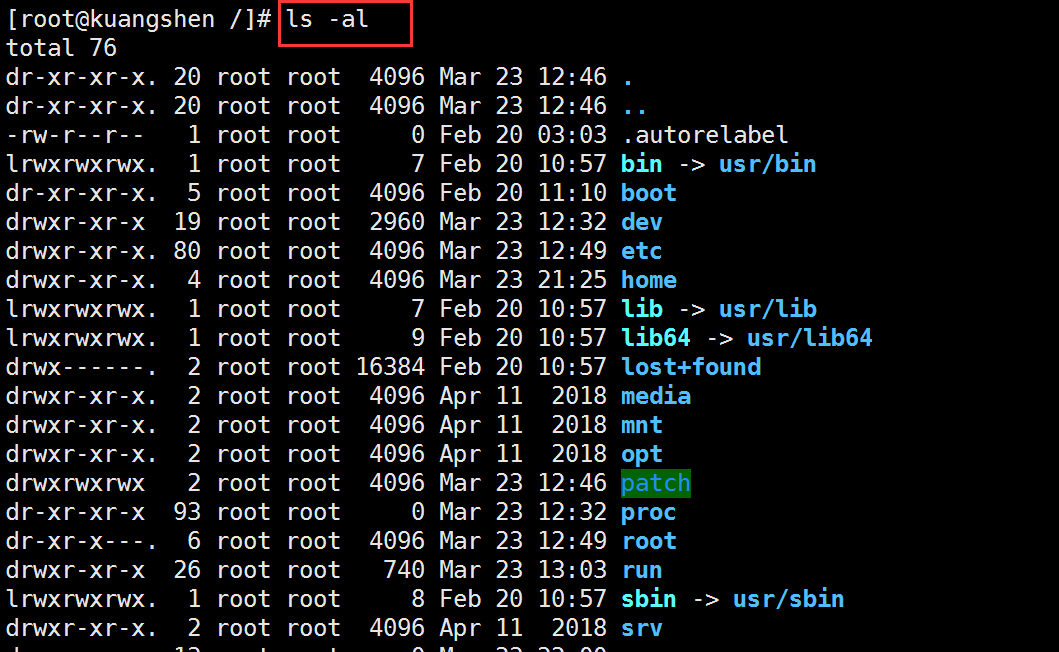 [root@kuangshen /]# ls -al
total 76
dr-xr-xr-x. 20 root root  4096 Mar 23 12:46 .
dr-xr-xr-x. 20 root root  4096 Mar 23 12:46 ..
-rw-r--r--   1 root root     0 Feb 20 03:03 .autorelabel
lrwxrwxrwx.  1 root root     7 Feb 20 10:57 bin -> usr/bin
dr-xr-xr-x.  5 root root  4096 Feb 20 11:10 boot
drwxr-xr-x  19 root root  2960 Mar 23 12:32 dev
drwxr-xr-x. 80 root root  4096 Mar 23 12:49 etc
drwxr-xr-x.  4 root root  4096 Mar 23 21:25 home
lrwxrwxrwx.  1 root root     7 Feb 20 10:57 lib -> usr/lib
lrwxrwxrwx.  1 root root     9 Feb 20 10:57 lib64 -> usr/lib64
drwx------.  2 root root 16384 Feb 20 10:57 lost+found
drwxr-xr-x.  2 root root  4096 Apr 11  2018 media
drwxr-xr-x.  2 root root  4096 Apr 11  2018 mnt
drwxr-xr-x.  2 root root  4096 Apr 11  2018 opt
drwxrwxrwx   2 root root  4096 Mar 23 12:46 patch
dr-xr-xr-x  93 root root     0 Mar 23 12:32 proc
dr-xr-x---.  6 root root  4096 Mar 23 12:49 root
drwxr-xr-x  26 root root   740 Mar 23 13:03 run
lrwxrwxrwx.  1 root root     8 Feb 20 10:57 sbin -> usr/sbin
drwxr-xr-x.  2 root root  4096 Apr 11  2018 srv